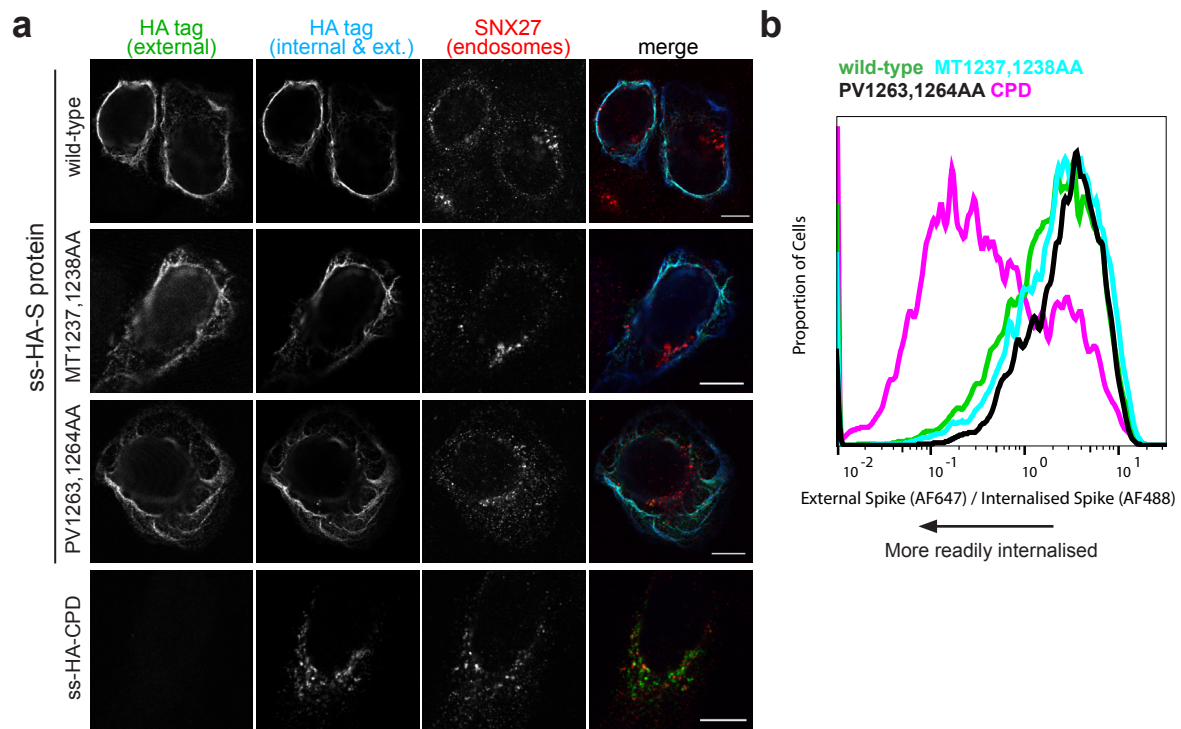 a
HA tag
(external)
HA tag
(internal & ext.)
SNX27
(endosomes)
merge
ss-HA-S protein
wild-type
MT1237,1238AA
PV1263,1264AA
ss-HA-CPD
b
wild-type MT1237,1238AA
PV1263,1264AA CPD
Proportion of Cells
10-2 10-1 100 101
External Spike (AF647) / Internalised Spike (AF488)
More readily internalised